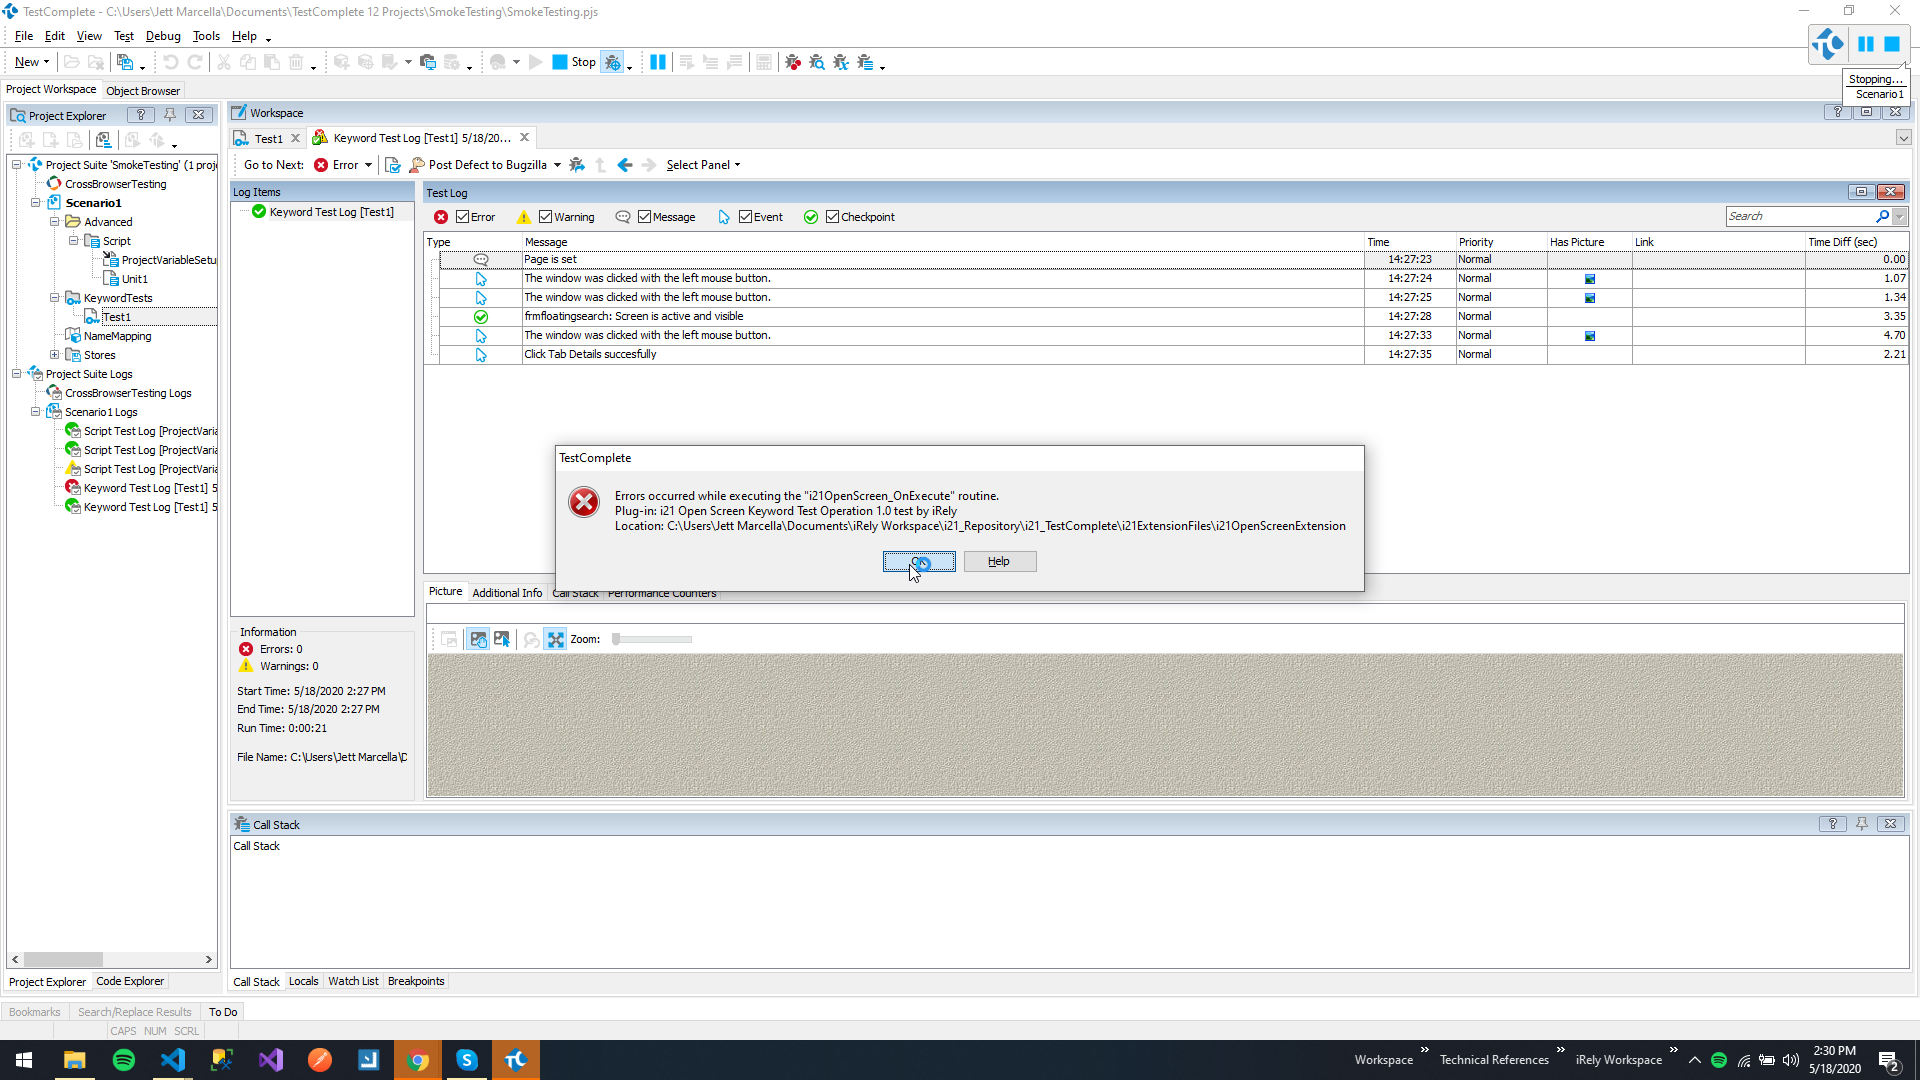 TestComplete - C:\Users\Jett Marcella\Documents\TestComplete 12 Projects\SmokeTesting\SmokeTesting.pjs
File Edit View Test Debug Tools Help
New Stop
Stopping...
Scenario1
Project Workspace Object Browser
Project Explorer
Project Suite 'SmokeTesting' (1 proj
CrossBrowserTesting
Scenario1
Advanced
Script
ProjectVariableSetu
Unit1
KeywordTests
Test1
NameMapping
Stores
Project Suite Logs
CrossBrowserTesting Logs
Scenario1 Logs
Script Test Log [ProjectVaria
Script Test Log [ProjectVaria
Script Test Log [ProjectVaria
Keyword Test Log [Test1] 5
Keyword Test Log [Test1] 5
Project Explorer Code Explorer
Workspace
Test1 Keyword Test Log [Test1] 5/18/20...
Go to Next: Error Post Defect to Bugzilla Select Panel
Log Items
Keyword Test Log [Test1]
Information
Errors: 0
Warnings: 0
Start Time: 5/18/2020 2:27 PM
End Time: 5/18/2020 2:27 PM
Run Time: 0:00:21
File Name: C:\Users\Jett Marcella\D
Test Log
Error Warning Message Event Checkpoint Search
Type Message Time Priority Has Picture Link Time Diff (sec)
Page is set 14:27:23 Normal 0.00
The window was clicked with the left mouse button. 14:27:24 Normal 1.07
The window was clicked with the left mouse button. 14:27:25 Normal 1.34
frmfloatingsearch: Screen is active and visible 14:27:28 Normal 3.35
The window was clicked with the left mouse button. 14:27:33 Normal 4.70
Click Tab Details succesfully 14:27:35 Normal 2.21
TestComplete
Errors occurred while executing the "i21OpenScreen_OnExecute" routine.
Plug-in: i21 Open Screen Keyword Test Operation 1.0 test by iRely
Location: C:\Users\Jett Marcella\Documents\iRely Workspace\i21_Repository\i21_TestComplete\i21ExtensionFiles\i21OpenScreenExtension
Help
Picture Additional Info Call Stack Performance Counters
Zoom:
Call Stack
Call Stack
Call Stack Locals Watch List Breakpoints
Bookmarks Search/Replace Results To Do
CAPS NUM SCRL
Workspace Technical References iRely Workspace
2:30 PM
5/18/2020
2